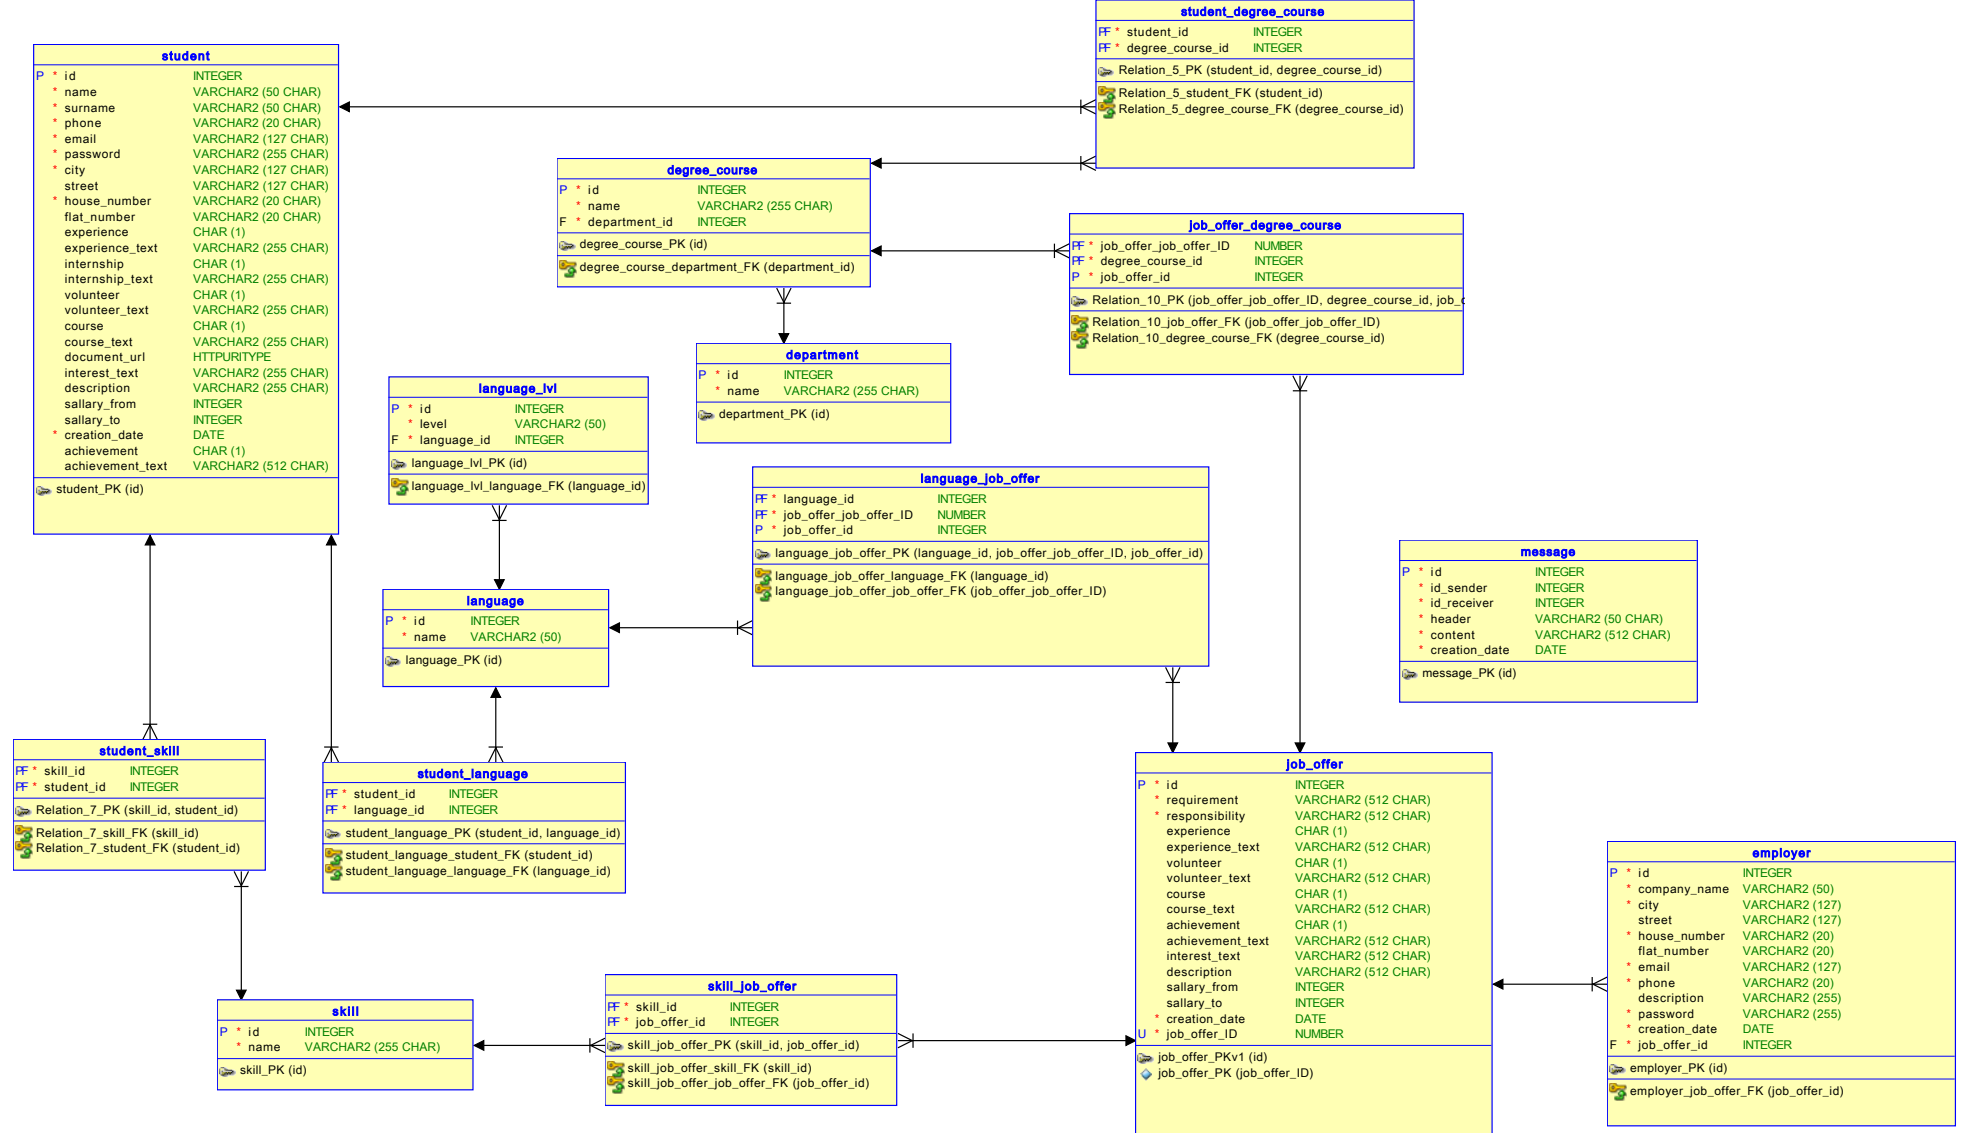 student
P * id INTEGER
* name VARCHAR2 (50 CHAR)
* surname VARCHAR2 (50 CHAR)
* phone VARCHAR2 (20 CHAR)
* email VARCHAR2 (127 CHAR)
* password VARCHAR2 (255 CHAR)
* city VARCHAR2 (127 CHAR)
street VARCHAR2 (127 CHAR)
* house_number VARCHAR2 (20 CHAR)
flat_number VARCHAR2 (20 CHAR)
experience CHAR (1)
experience_text VARCHAR2 (255 CHAR)
internship CHAR (1)
internship_text VARCHAR2 (255 CHAR)
volunteer CHAR (1)
volunteer_text VARCHAR2 (255 CHAR)
course CHAR (1)
course_text VARCHAR2 (255 CHAR)
document_url HTTPURITYPE
interest_text VARCHAR2 (255 CHAR)
description VARCHAR2 (255 CHAR)
sallary_from INTEGER
sallary_to INTEGER
* creation_date DATE
achievement CHAR (1)
achievement_text VARCHAR2 (512 CHAR)
student_PK (id)
student_degree_course
PF * student_id INTEGER
PF * degree_course_id INTEGER
Relation_5_PK (student_id, degree_course_id)
Relation_5_student_FK (student_id)
Relation_5_degree_course_FK (degree_course_id)
degree_course
P * id INTEGER
* name VARCHAR2 (255 CHAR)
F * department_id INTEGER
degree_course_PK (id)
degree_course_department_FK (department_id)
job_offer_degree_course
PF * job_offer_job_offer_ID NUMBER
PF * degree_course_id INTEGER
P * job_offer_id INTEGER
Relation_10_PK (job_offer_job_offer_ID, degree_course_id, job_
Relation_10_job_offer_FK (job_offer_job_offer_ID)
Relation_10_degree_course_FK (degree_course_id)
department
P * id INTEGER
* name VARCHAR2 (255 CHAR)
department_PK (id)
language_lvl
P * id INTEGER
* level VARCHAR2 (50)
F * language_id INTEGER
language_lvl_PK (id)
language_lvl_language_FK (language_id)
language_job_offer
PF * language_id INTEGER
PF * job_offer_job_offer_ID NUMBER
P * job_offer_id INTEGER
language_job_offer_PK (language_id, job_offer_job_offer_ID, job_offer_id)
language_job_offer_language_FK (language_id)
language_job_offer_job_offer_FK (job_offer_job_offer_ID)
message
P * id INTEGER
* id_sender INTEGER
* id_receiver INTEGER
* header VARCHAR2 (50 CHAR)
* content VARCHAR2 (512 CHAR)
* creation_date DATE
message_PK (id)
language
P * id INTEGER
* name VARCHAR2 (50)
language_PK (id)
student_skill
PF * skill_id INTEGER
PF * student_id INTEGER
Relation_7_PK (skill_id, student_id)
Relation_7_skill_FK (skill_id)
Relation_7_student_FK (student_id)
student_language
PF * student_id INTEGER
PF * language_id INTEGER
student_language_PK (student_id, language_id)
student_language_student_FK (student_id)
student_language_language_FK (language_id)
job_offer
P * id INTEGER
* requirement VARCHAR2 (512 CHAR)
* responsibility VARCHAR2 (512 CHAR)
experience CHAR (1)
experience_text VARCHAR2 (512 CHAR)
volunteer CHAR (1)
volunteer_text VARCHAR2 (512 CHAR)
course CHAR (1)
course_text VARCHAR2 (512 CHAR)
achievement CHAR (1)
achievement_text VARCHAR2 (512 CHAR)
interest_text VARCHAR2 (512 CHAR)
description VARCHAR2 (512 CHAR)
sallary_from INTEGER
sallary_to INTEGER
* creation_date DATE
U * job_offer_ID NUMBER
job_offer_PKv1 (id)
job_offer_PK (job_offer_ID)
employer
P * id INTEGER
* company_name VARCHAR2 (50)
* city VARCHAR2 (127)
street VARCHAR2 (127)
* house_number VARCHAR2 (20)
flat_number VARCHAR2 (20)
* email VARCHAR2 (127)
* phone VARCHAR2 (20)
description VARCHAR2 (255)
* password VARCHAR2 (255)
* creation_date DATE
F * job_offer_id INTEGER
employer_PK (id)
employer_job_offer_FK (job_offer_id)
skill
P * id INTEGER
* name VARCHAR2 (255 CHAR)
skill_PK (id)
skill_job_offer
PF * skill_id INTEGER
PF * job_offer_id INTEGER
skill_job_offer_PK (skill_id, job_offer_id)
skill_job_offer_skill_FK (skill_id)
skill_job_offer_job_offer_FK (job_offer_id)